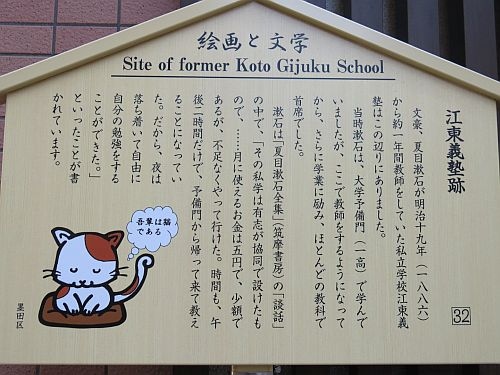 絵画と文学
Site of former Koto Gijuku School
江東義塾跡
文豪、夏目漱石が明治十九年(一八八六)
から約一年間教師をしていた私立学校江東義
塾はこの辺りにありました。
当時漱石は、大学予備門(一高)で学んで
いましたが、ここで教師をするようになって
から、さらに学業に励み、ほとんどの教科で
首席でした。
漱石は「夏目漱石全集」(筑摩書房)の「談話」
の中で、「その私学は有志が協同で設けたも
ので、……月に使えるお金は五円で、少額で
あるが、不足なくやって行けた。時間も、午
後二時間だけで、予備門から帰って来て教え
ることになってい
た。だから、夜は
落ち着いて自由に
自分の勉強をする
ことができた。」
といったことが書
かれています。
吾輩は猫
である
32
墨田区